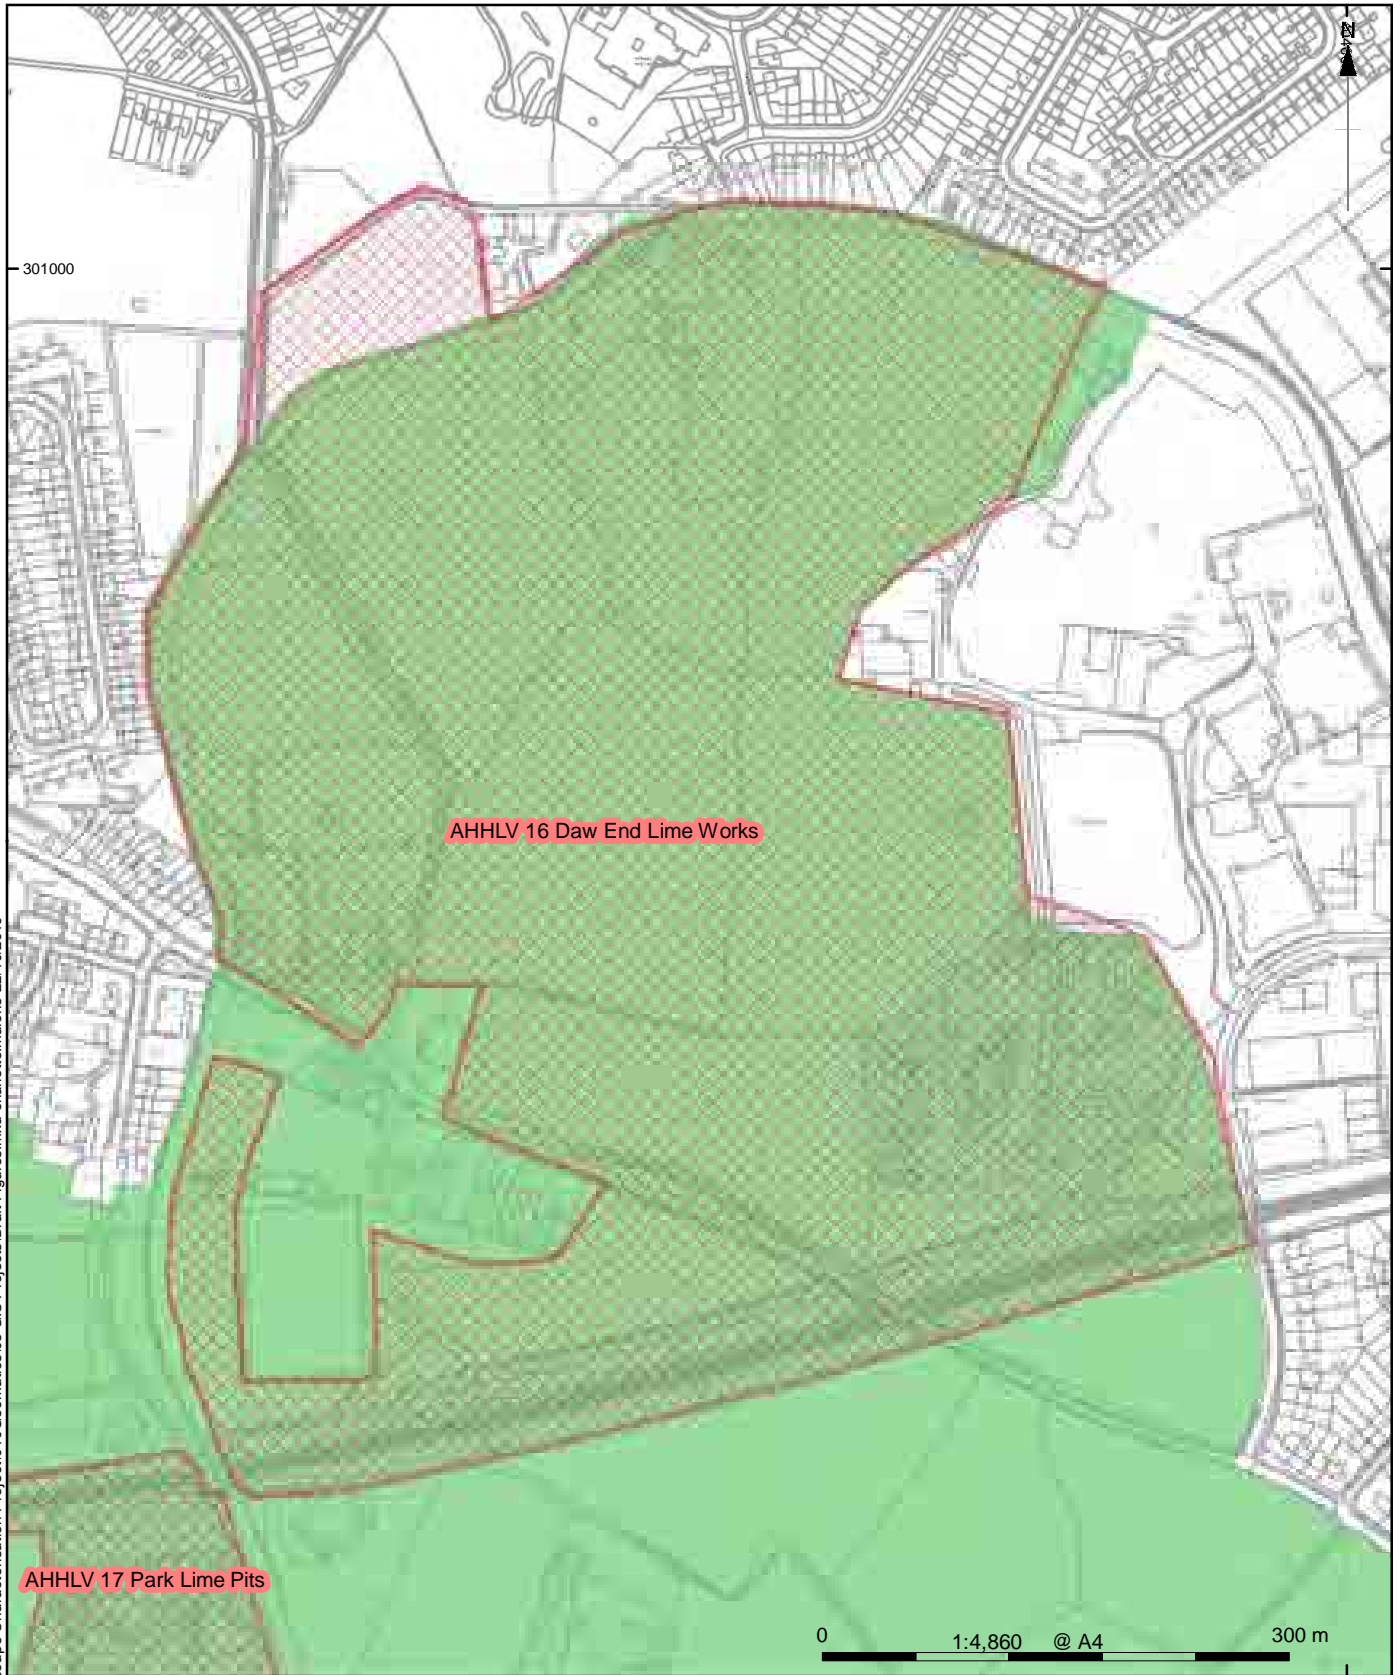 N
301000
AHHLV 16 Daw End Lime Works
AHHLV 17 Park Lime Pits
0
1:4,860 @ A4
300 m